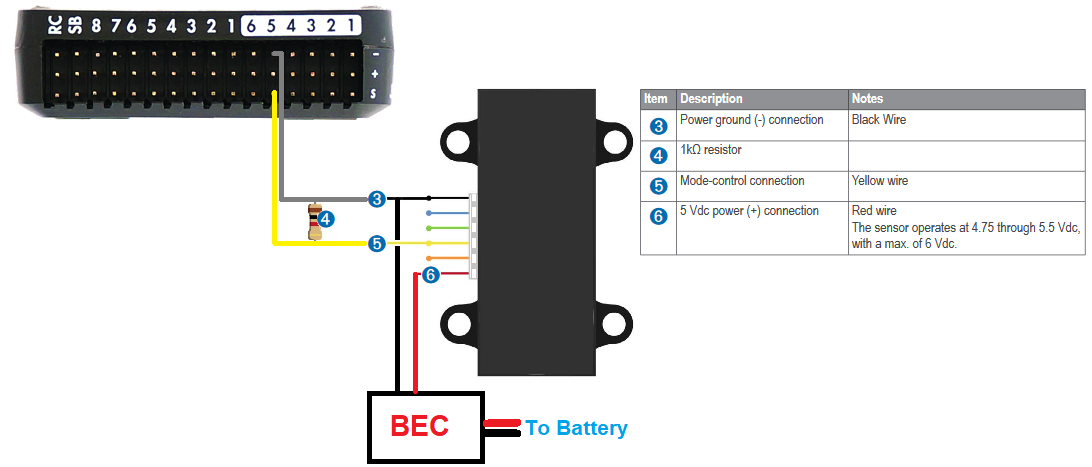 RC SB 8 7 6 5 4 3 2 1 6 5 4 3 2 1
-
+
S
Item Description Notes
3 Power ground (-) connection Black Wire
4 1kΩ resistor
5 Mode-control connection Yellow wire
6 5 Vdc power (+) connection Red wire
The sensor operates at 4.75 through 5.5 Vdc,
with a max. of 6 Vdc.
3
4
5
6
BEC
To Battery